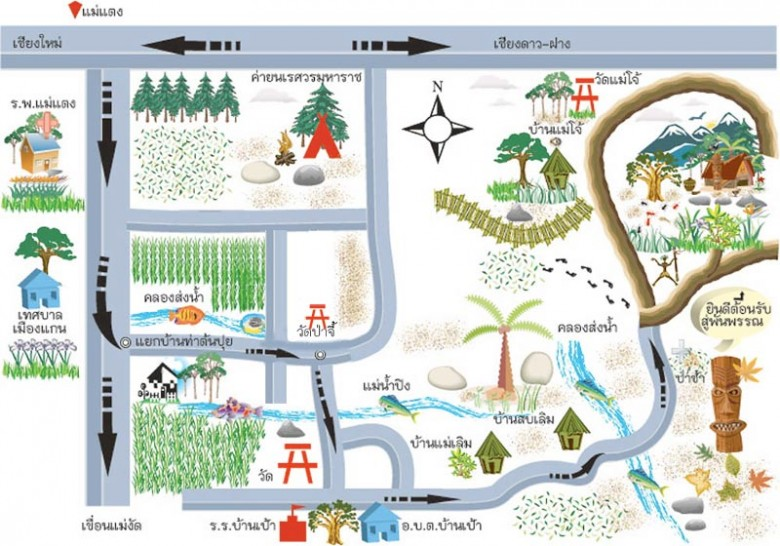 แม่แตง
เชียงใหม่
เชียงดาว-ฝาง
ร.พ.แม่แตง
ค่ายนเรศวรมหาราช
N
วัดแม่โจ้
บ้านแม่โจ้
เทศบาล
เมืองแกน
คลองส่งน้ำ
วัดป่าจี้
แยกบ้านท่าต้นปุย
คลองส่งน้ำ
ยินดีต้อนรับ
สู่พันพรรณ
ป่าช้า
แม่น้ำปิง
บ้านสบเลิม
บ้านแม่เลิม
วัด
เขื่อนแม่งัด
ร.ร.บ้านเป้า
อ.บ.ต.บ้านเป้า